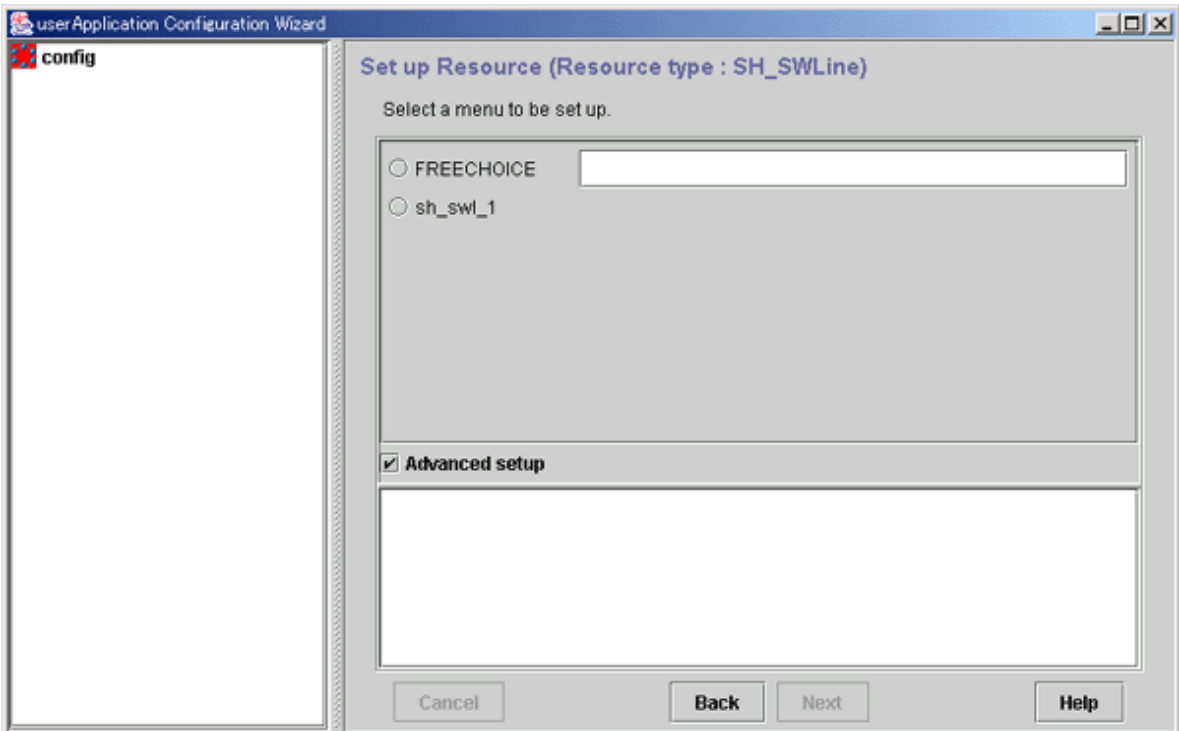 userApplication Configuration Wizard
config
Set up Resource (Resource type : SH_SWLine)
Select a menu to be set up.
FREECHOICE
sh_swl_1
Advanced setup
Cancel
Back
Next
Help